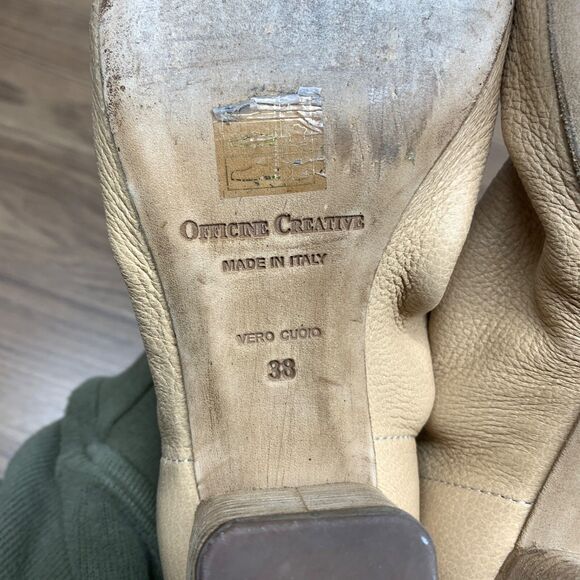 OFFICINE CREATIVE
MADE IN ITALY
VERO CUOIO
38